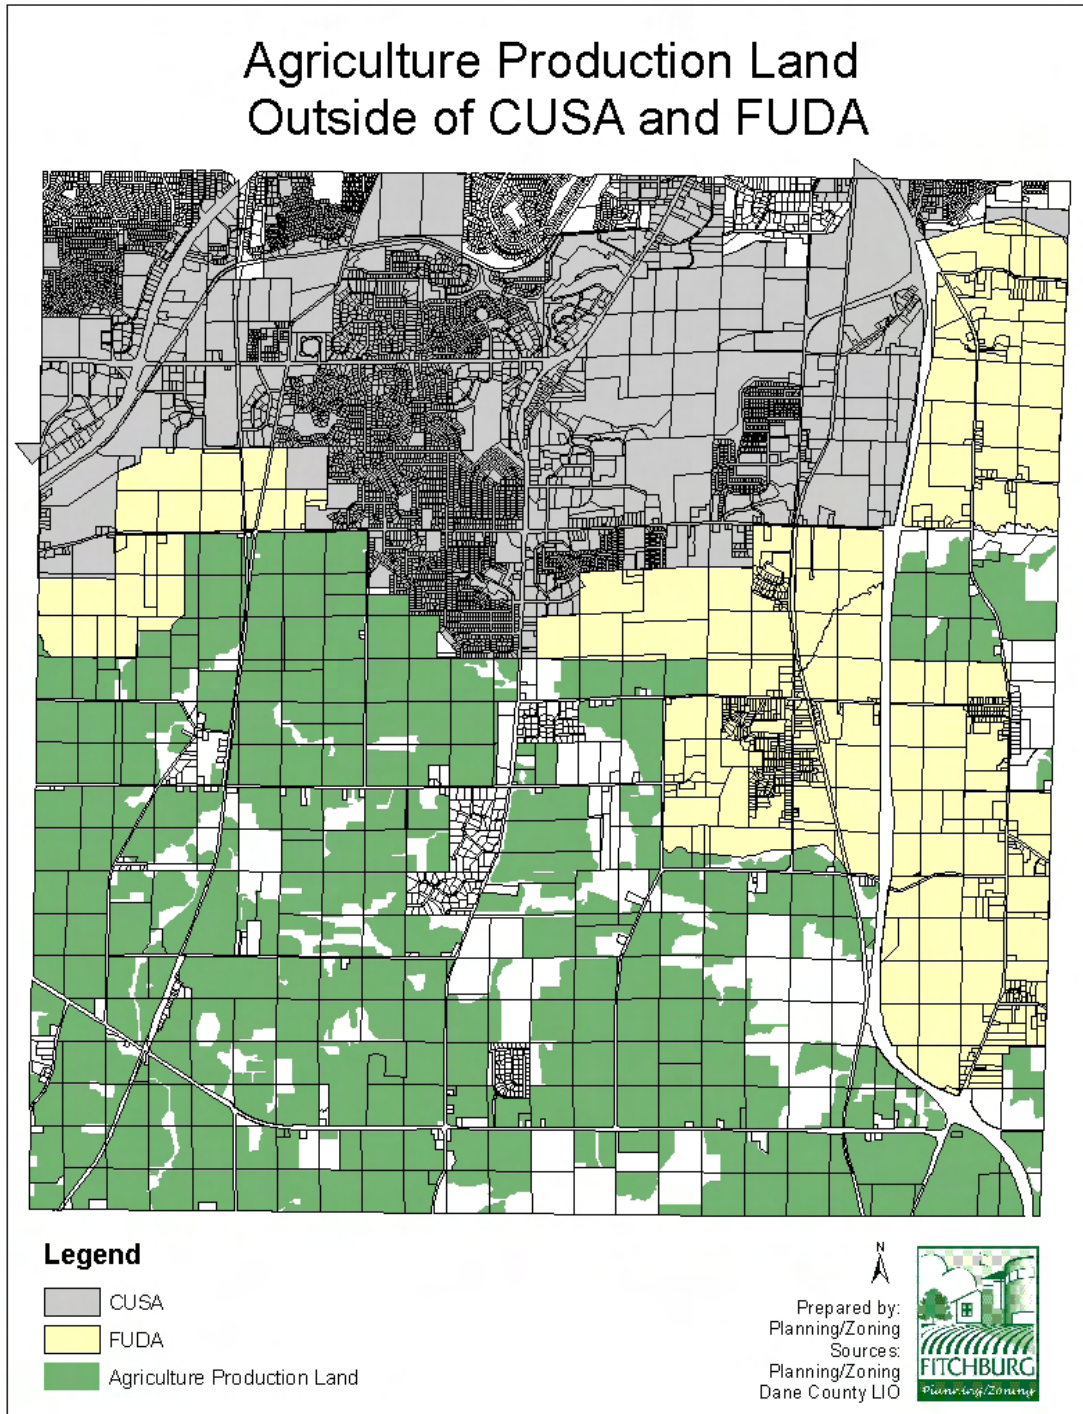 Agriculture Production Land
Outside of CUSA and FUDA
Legend
CUSA
FUDA
Agriculture Production Land
N
Prepared by:
Planning/Zoning
Sources:
Planning/Zoning
Dane County LIO
FITCHBURG
Planning/Zoning